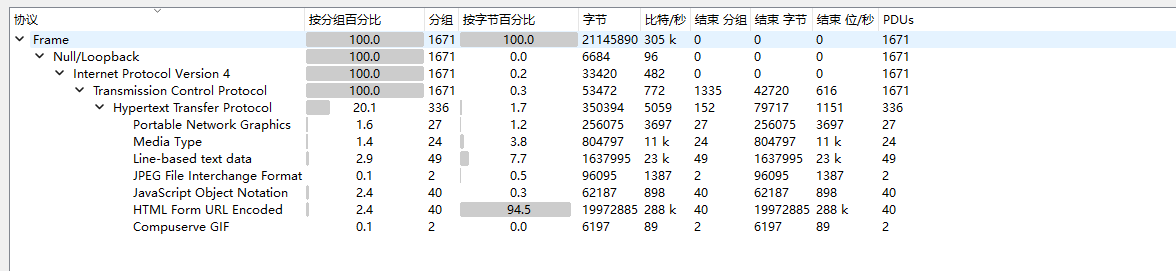 协议 按分组百分比 分组 按字节百分比 字节 比特/秒 结束 分组 结束 字节 结束 位/秒 PDUs
Frame 100.0 1671 100.0 21145890 305 k 0 0 0 1671
Null/Loopback 100.0 1671 0.0 6684 96 0 0 0 1671
Internet Protocol Version 4 100.0 1671 0.2 33420 482 0 0 0 1671
Transmission Control Protocol 100.0 1671 0.3 53472 772 1335 42720 616 1671
Hypertext Transfer Protocol 20.1 336 1.7 350394 5059 152 79717 1151 336
Portable Network Graphics 1.6 27 1.2 256075 3697 27 256075 3697 27
Media Type 1.4 24 3.8 804797 11 k 24 804797 11 k 24
Line-based text data 2.9 49 7.7 1637995 23 k 49 1637995 23 k 49
JPEG File Interchange Format 0.1 2 0.5 96095 1387 2 96095 1387 2
JavaScript Object Notation 2.4 40 0.3 62187 898 40 62187 898 40
HTML Form URL Encoded 2.4 40 94.5 19972885 288 k 40 19972885 288 k 40
Compuserve GIF 0.1 2 0.0 6197 89 2 6197 89 2